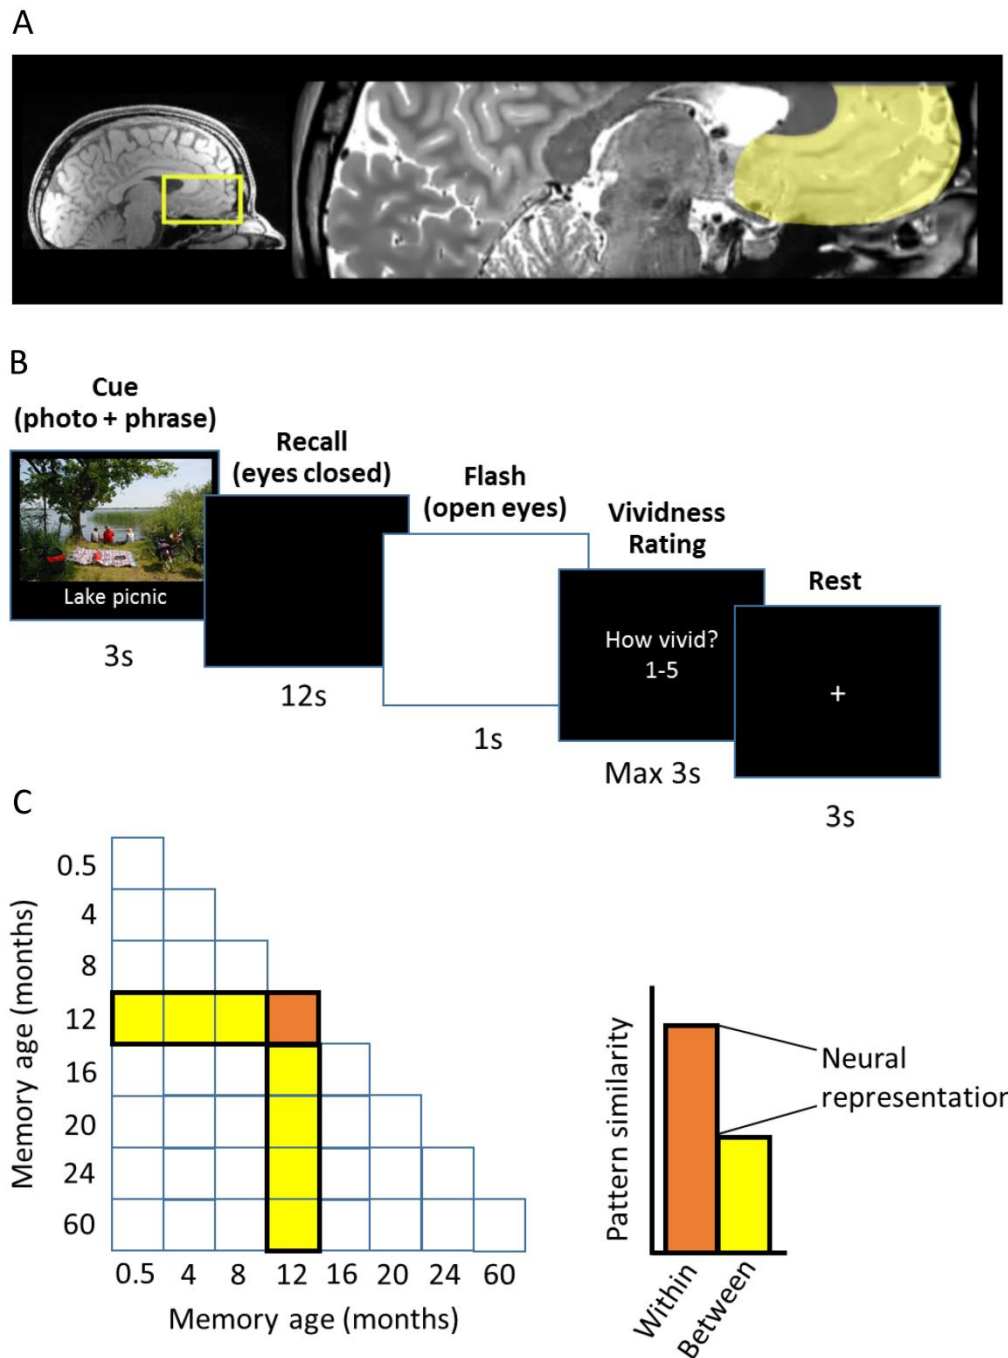 A
B
Cue
(photo + phrase)
Lake picnic
3s
Recall
(eyes closed)
12s
Flash
(open eyes)
1s
Vividness
Rating
How vivid?
1-5
Max 3s
Rest
+
3s
C
Memory age (months)
0.5
4
8
12
16
20
24
60
0.5 4 8 12 16 20 24 60
Memory age (months)
Pattern similarity
Within
Between
Neural
representation